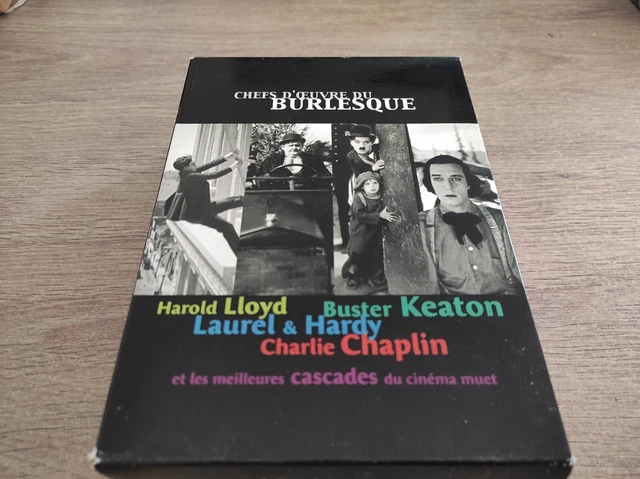 CHEFS D'ŒUVRE DU
BURLESQUE
Harold Lloyd Buster Keaton
Laurel & Hardy
Charlie Chaplin
et les meilleures cascades du cinéma muet